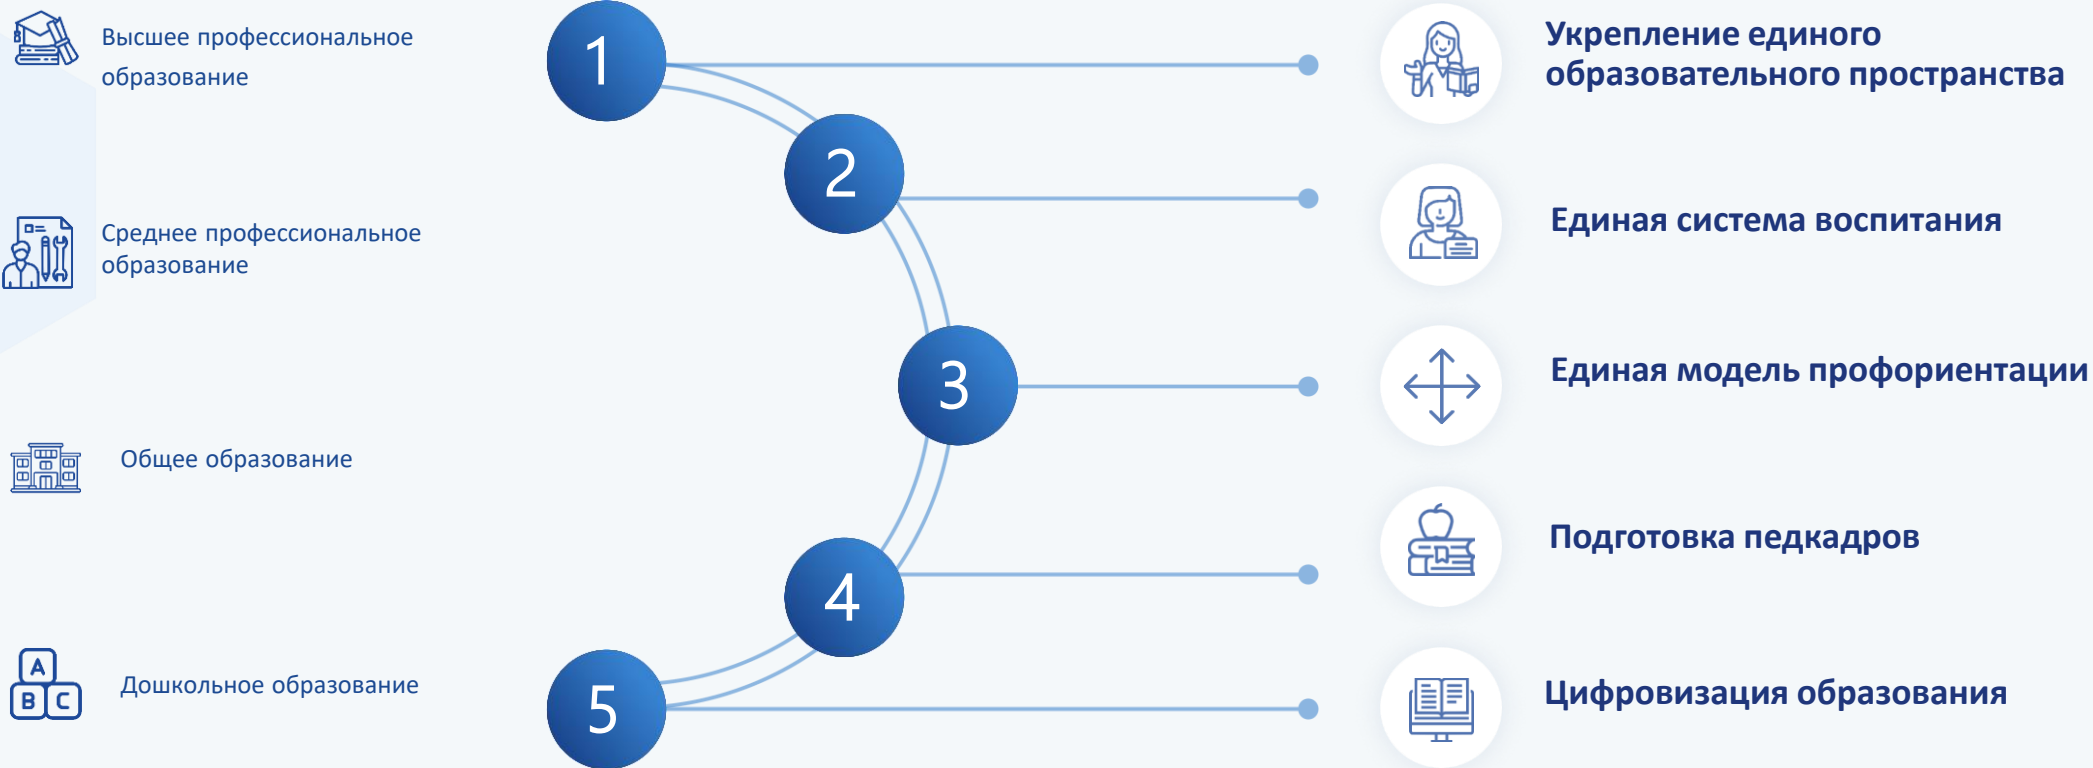 Высшее профессиональное
образование
Среднее профессиональное
образование
Общее образование
A
B C
Дошкольное образование
1
2
3
4
5
Укрепление единого
образовательного пространства
Единая система воспитания
Единая модель профориентации
Подготовка педкадров
Цифровизация образования